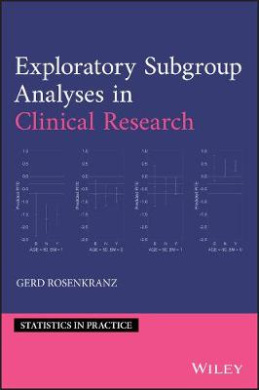 Exploratory Subgroup
Analyses in
Clinical Research
GERD ROSENKRANZ
STATISTICS IN PRACTICE
WILEY